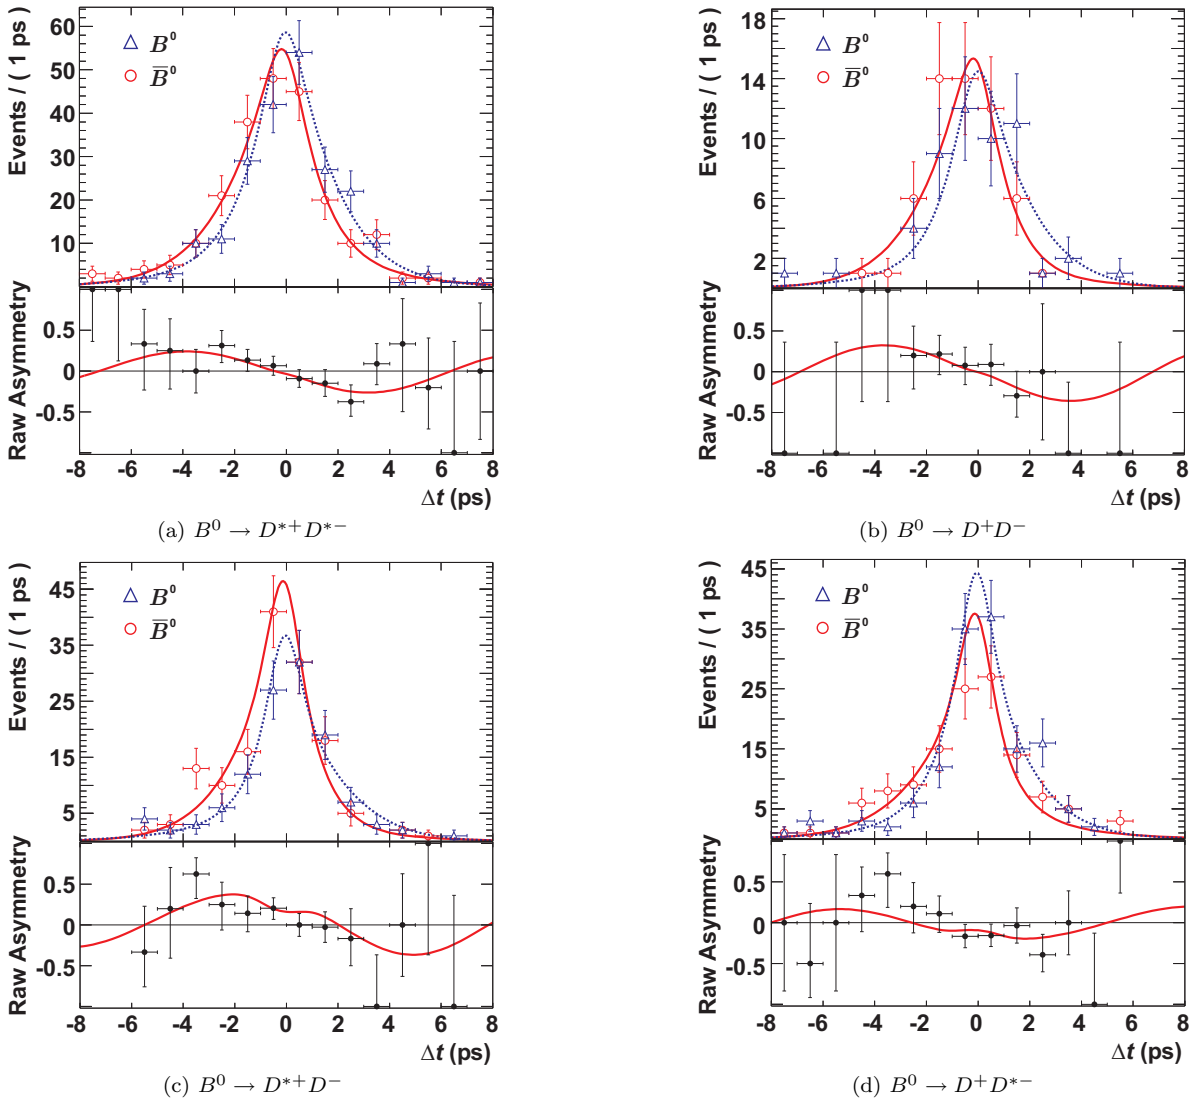 Events / ( 1 ps )
60
50
40
30
20
10
B⁰
B̅⁰
Raw Asymmetry
0.5
0
-0.5
-8 -6 -4 -2 0 2 4 6 8
Δt (ps)
(a) B⁰ → D*⁺D*⁻
Events / ( 1 ps )
18
14
10
6
2
B⁰
B̅⁰
Raw Asymmetry
0.5
0
-0.5
-8 -6 -4 -2 0 2 4 6 8
Δt (ps)
(b) B⁰ → D⁺D⁻
Events / ( 1 ps )
45
35
25
15
5
B⁰
B̅⁰
Raw Asymmetry
0.5
0
-0.5
-8 -6 -4 -2 0 2 4 6 8
Δt (ps)
(c) B⁰ → D*⁺D⁻
Events / ( 1 ps )
45
35
25
15
5
B⁰
B̅⁰
Raw Asymmetry
0.5
0
-0.5
-8 -6 -4 -2 0 2 4 6 8
Δt (ps)
(d) B⁰ → D⁺D*⁻